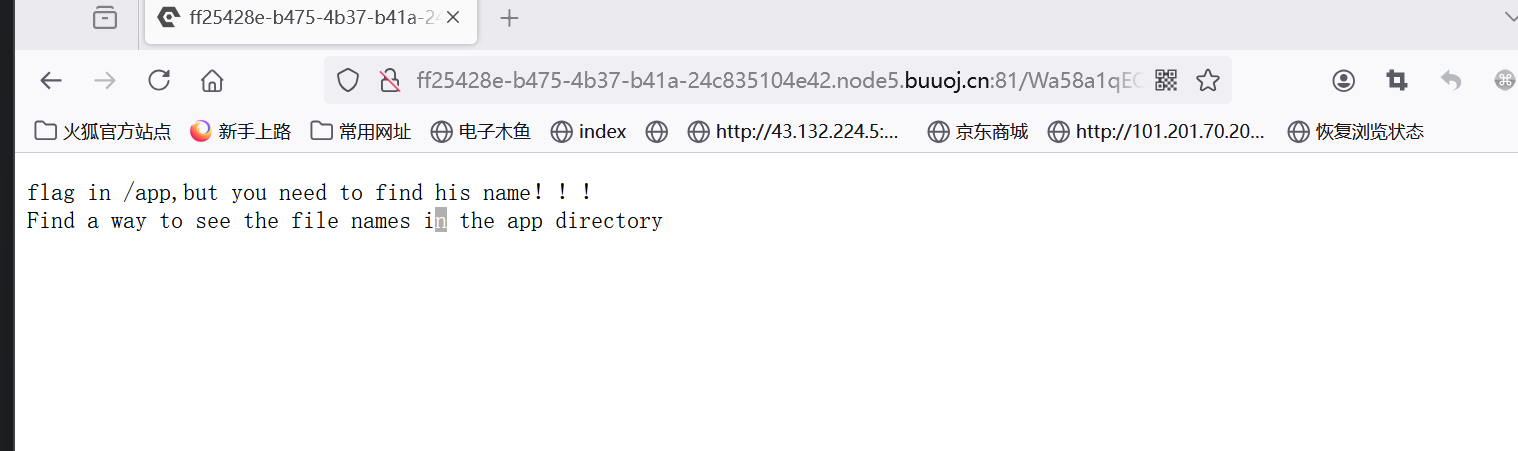 ff25428e-b475-4b37-b41a-24
ff25428e-b475-4b37-b41a-24c835104e42.node5.buuoj.cn:81/Wa58a1qEC
火狐官方站点 新手上路 常用网址 电子木鱼 index http://43.132.224.5:... 京东商城 http://101.201.70.20... 恢复浏览状态
flag in /app,but you need to find his name！！！
Find a way to see the file names in the app directory